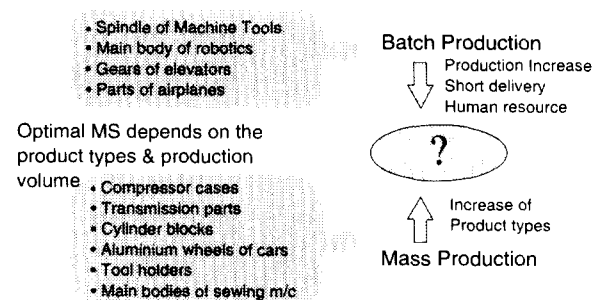 • Spindle of Machine Tools
• Main body of robotics
• Gears of elevators
• Parts of airplanes
Batch Production
Production Increase
Short delivery
Human resource
Optimal MS depends on the
product types & production
volume
?
• Compressor cases
• Transmission parts
• Cylinder blocks
• Aluminium wheels of cars
• Tool holders
• Main bodies of sewing m/c
Increase of
Product types
Mass Production